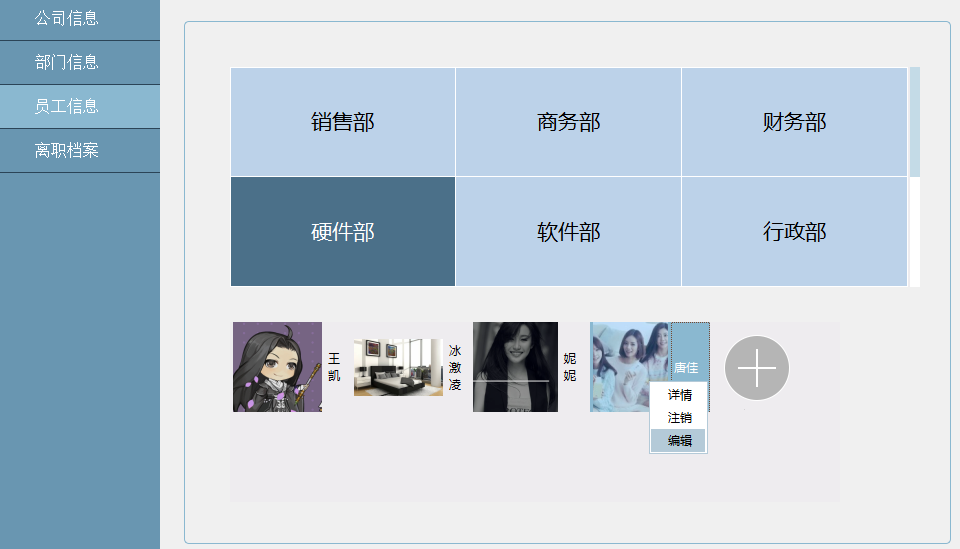 公司信息
部门信息
员工信息
离职档案
销售部
商务部
财务部
硬件部
软件部
行政部
王
凯
冰
激
凌
妮
妮
唐佳
详情
注销
编辑